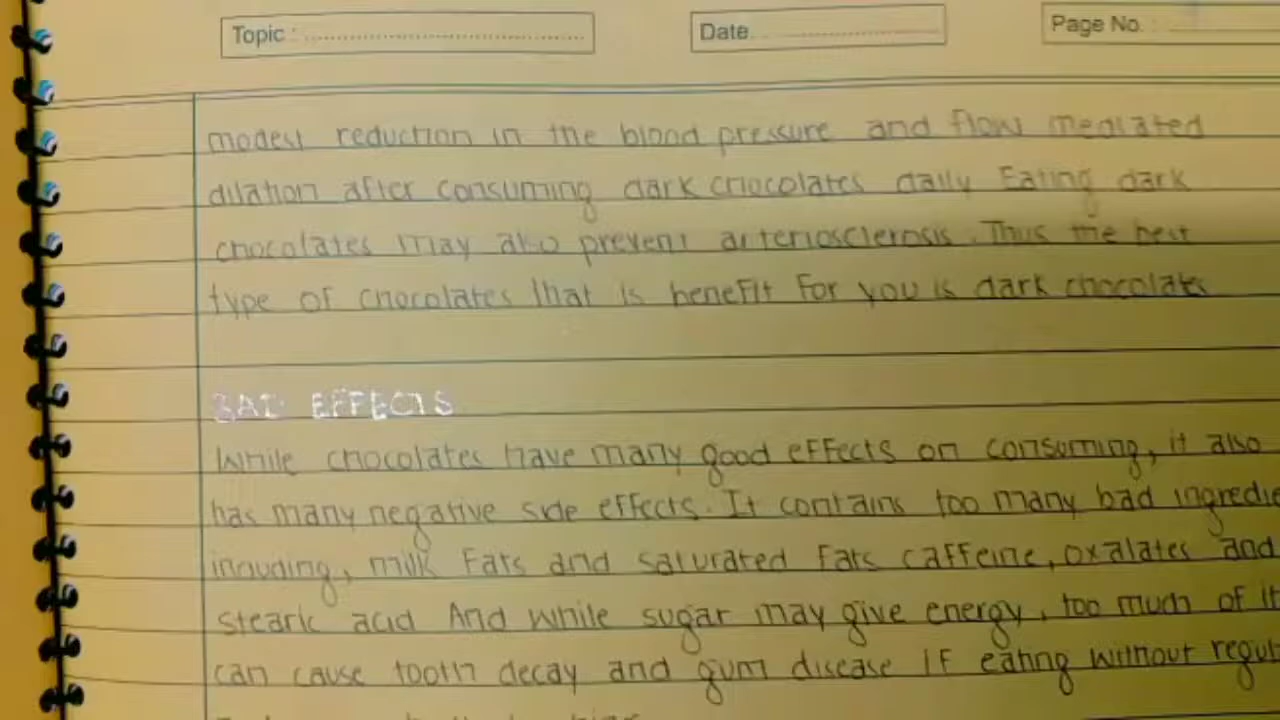 Topic :
Date
Page No. :
modest reduction in the blood pressure and flow mediated
dilation after consuming dark chocolates daily Eating dark
chocolates may also prevent arteriosclerosis. Thus the best
type of chocolates that is benefit for you is dark chocolates
BAD EFFECTS
While chocolates have many good effects on consuming, it also
has many negative side effects. It contains too many bad ingredie
including, milk fats and saturated fats caffeine, oxalates and
stearic acid And while sugar may give energy, too much of it
can cause tooth decay and gum disease if eating without regul